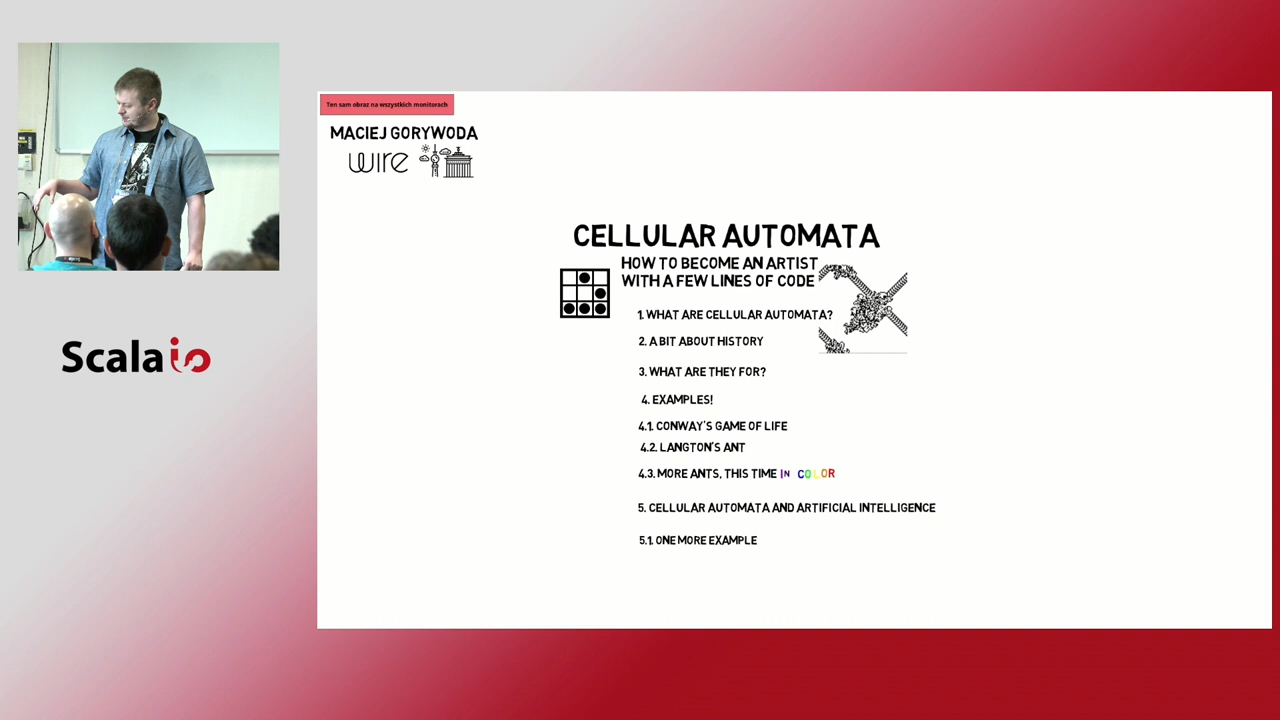 Ten sam obraz na wszystkich monitorach
MACIEJ GORYWODA
wire
CELLULAR AUTOMATA
HOW TO BECOME AN ARTIST
WITH A FEW LINES OF CODE
1. WHAT ARE CELLULAR AUTOMATA?
2. A BIT ABOUT HISTORY
3. WHAT ARE THEY FOR?
4. EXAMPLES!
4.1. CONWAY'S GAME OF LIFE
4.2. LANGTON'S ANT
4.3. MORE ANTS, THIS TIME IN COLOR
5. CELLULAR AUTOMATA AND ARTIFICIAL INTELLIGENCE
5.1. ONE MORE EXAMPLE
Scala io